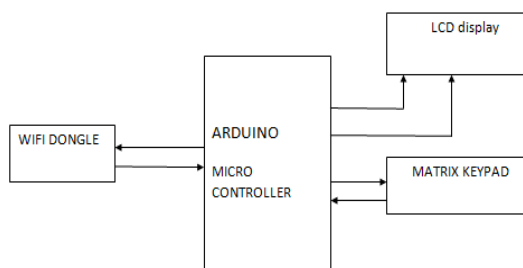 LCD display
WIFI DONGLE
ARDUINO
MICRO
CONTROLLER
MATRIX KEYPAD